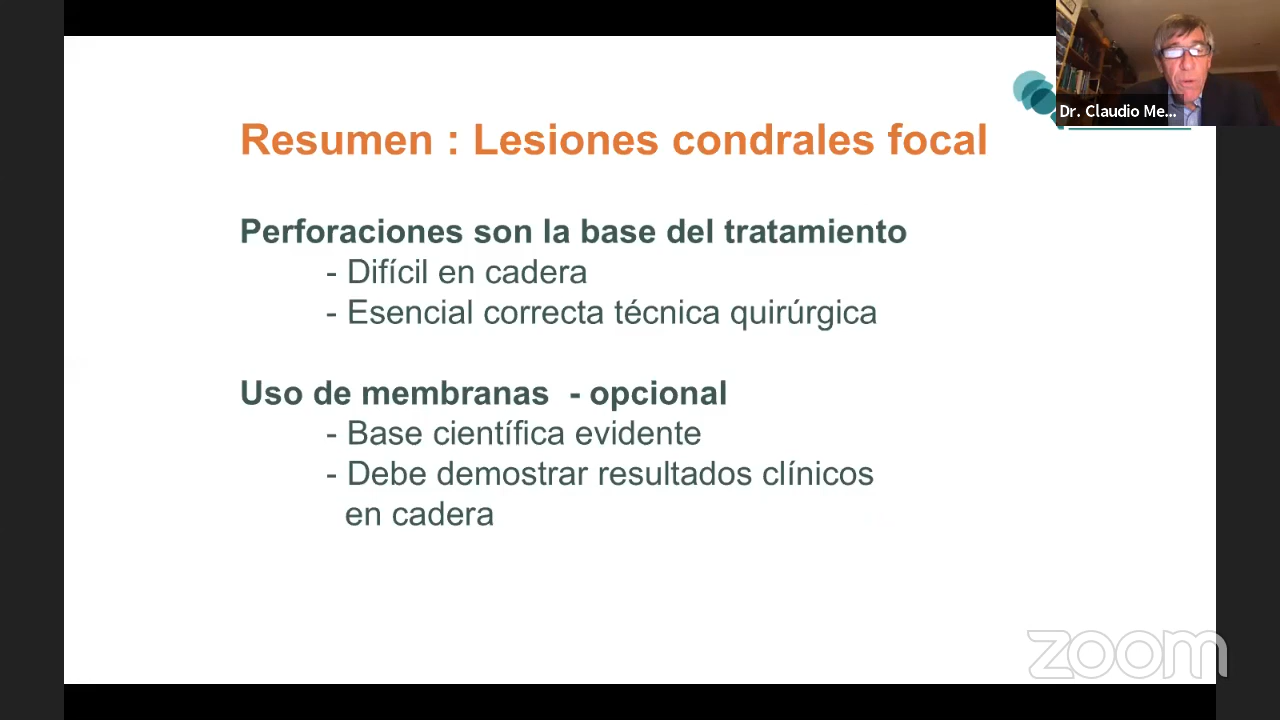 Dr. Claudio Me...
Resumen : Lesiones condrales focal
Perforaciones son la base del tratamiento
- Difícil en cadera
- Esencial correcta técnica quirúrgica
Uso de membranas - opcional
- Base científica evidente
- Debe demostrar resultados clínicos
en cadera
zoom